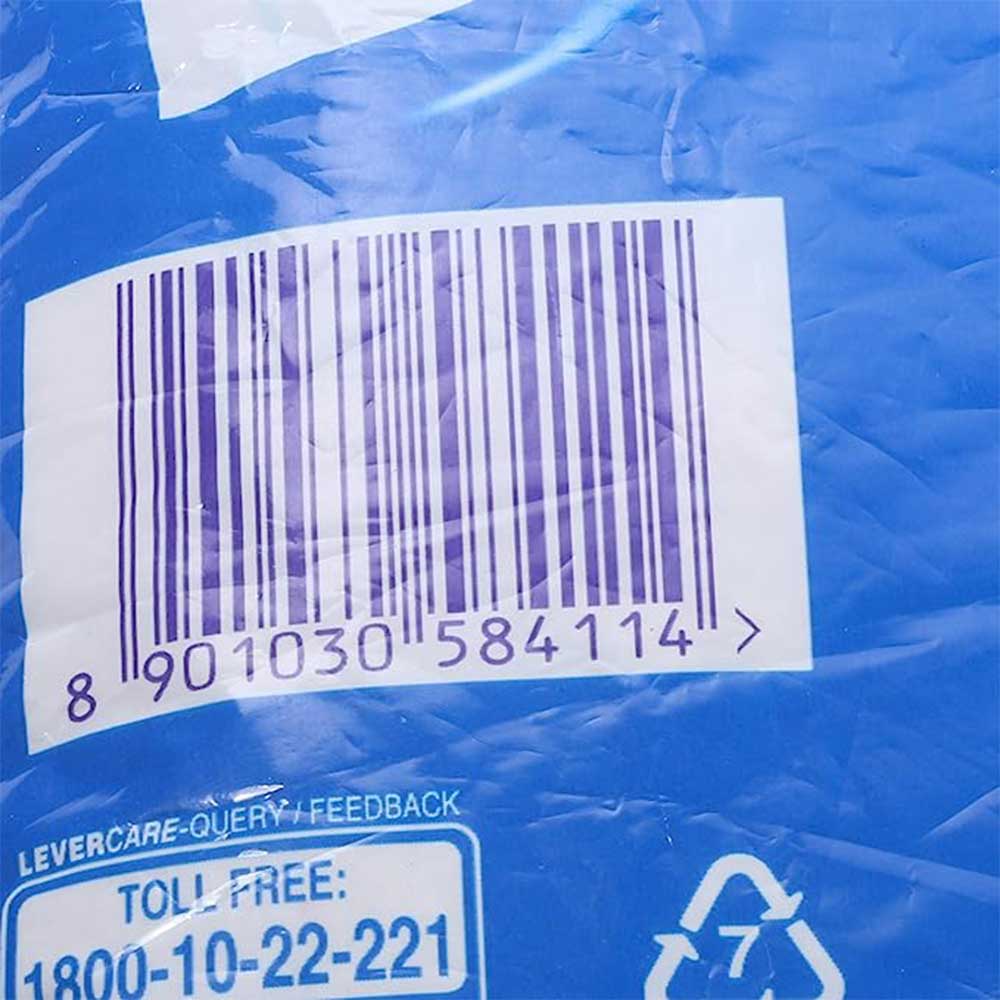 8 901030 584114 >
LEVERCARE-QUERY / FEEDBACK
TOLL FREE:
1800-10-22-221
7